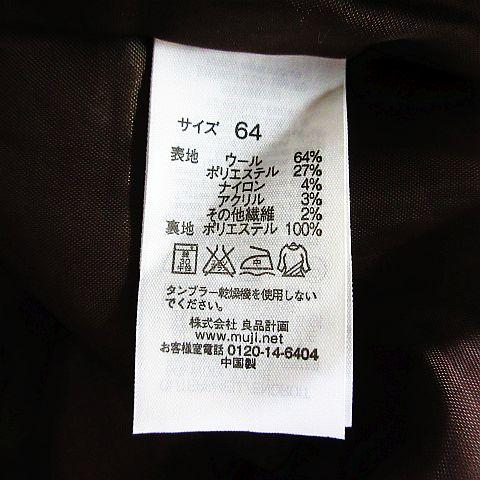 サイズ 64
表地 ウール 64%
ポリエステル 27%
ナイロン 4%
アクリル 3%
その他繊維 2%
裏地 ポリエステル 100%
中
タンブラー乾燥機を使用しない
でください。
株式会社 良品計画
www.muji.net
お客様室電話 0120-14-6404
中国製